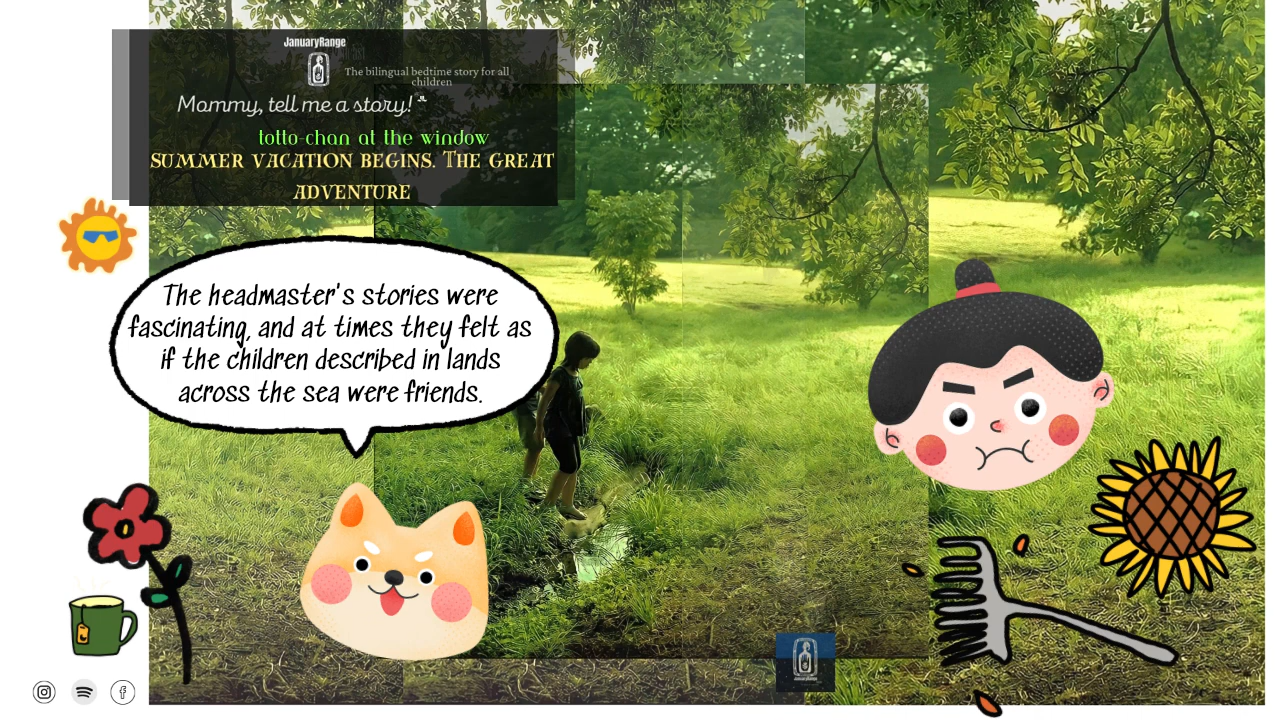 JanuaryRange
The bilingual bedtime story for all
children
Mommy, tell me a story!
totto-chan at the window
SUMMER VACATION BEGINS. THE GREAT
ADVENTURE
The headmaster's stories were
fascinating, and at times they felt as
if the children described in lands
across the sea were friends.
JanuaryRange